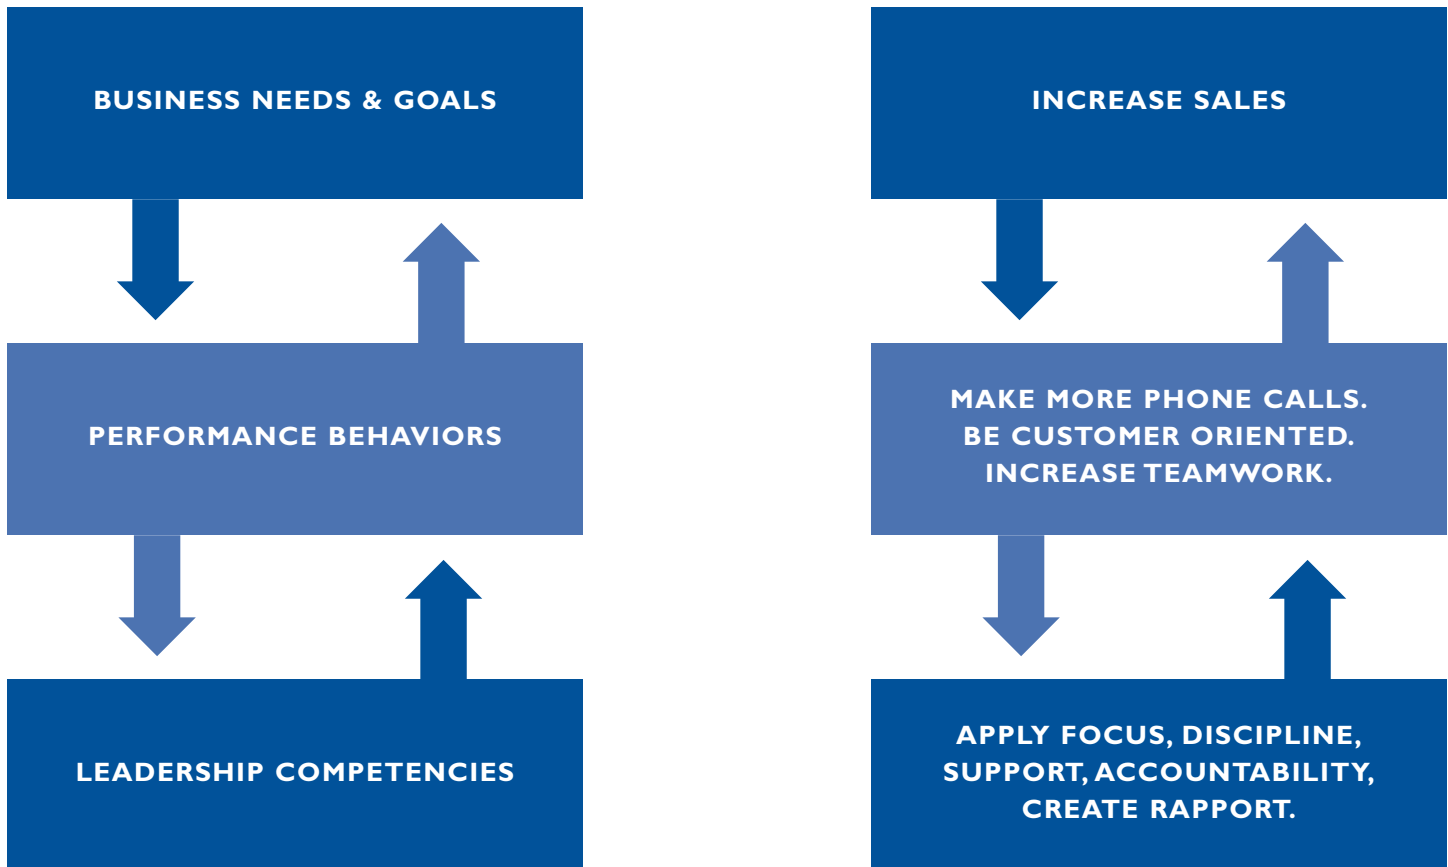 BUSINESS NEEDS & GOALS
INCREASE SALES
PERFORMANCE BEHAVIORS
MAKE MORE PHONE CALLS.
BE CUSTOMER ORIENTED.
INCREASE TEAMWORK.
LEADERSHIP COMPETENCIES
APPLY FOCUS, DISCIPLINE,
SUPPORT, ACCOUNTABILITY,
CREATE RAPPORT.